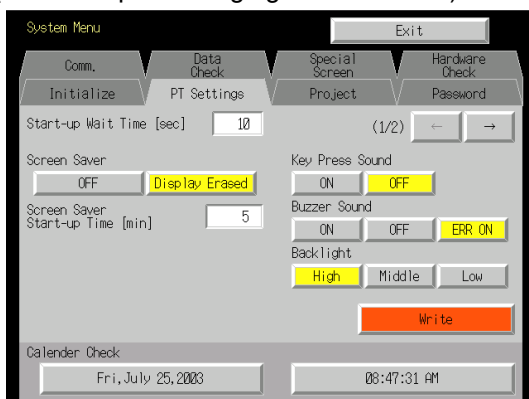 System Menu
Exit
Comm.
Data
Check
Special
Screen
Hardware
Check
Initialize
PT Settings
Project
Password
Start-up Wait Time [sec]
10
(1/2)
←
→
Screen Saver
OFF
Display Erased
Key Press Sound
ON
OFF
Screen Saver
Start-up Time [min]
5
Buzzer Sound
ON
OFF
ERR ON
Backlight
High
Middle
Low
Write
Calender Check
Fri,July 25,2003
08:47:31 AM